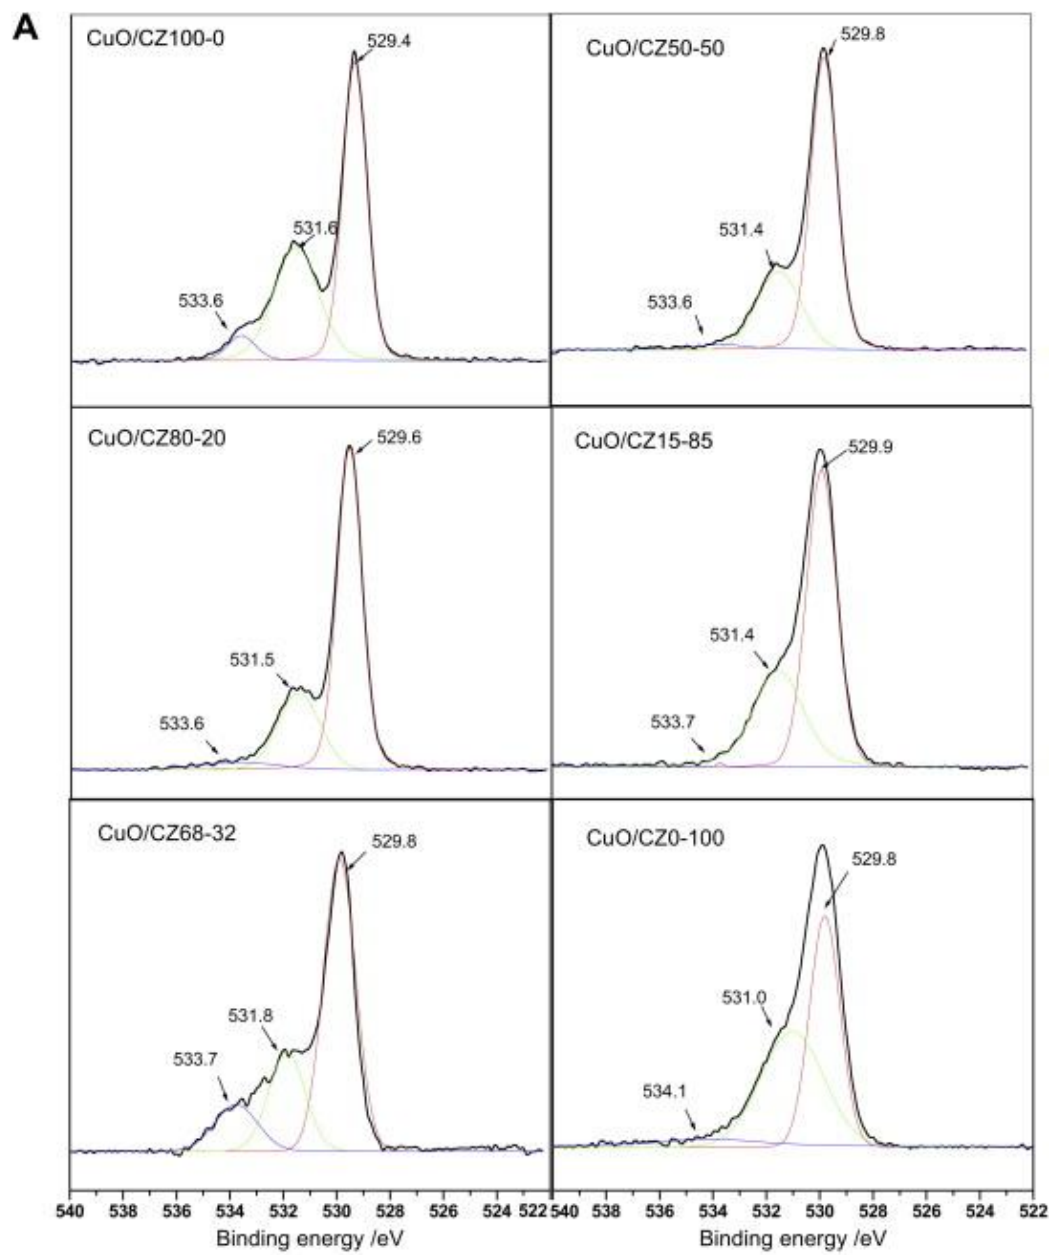 A
CuO/CZ100-0
529.4
531.6
533.6
CuO/CZ50-50
529.8
531.4
533.6
CuO/CZ80-20
529.6
531.5
533.6
CuO/CZ15-85
529.9
531.4
533.7
CuO/CZ68-32
529.8
531.8
533.7
CuO/CZ0-100
529.8
531.0
534.1
540 538 536 534 532 530 528 526 524 522
Binding energy /eV
540 538 536 534 532 530 528 526 524 522
Binding energy /eV